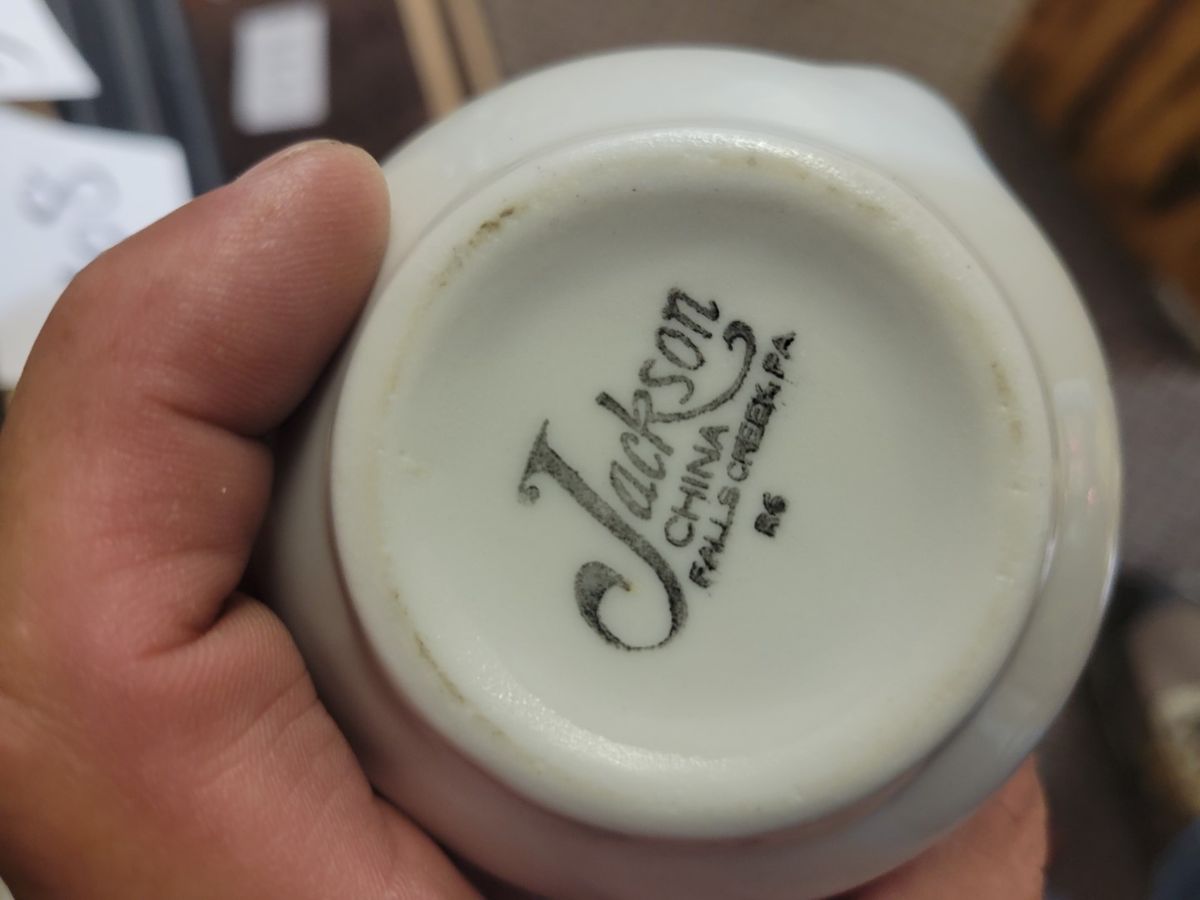 Jackson
CHINA
FALLS CREEK, PA.
R6